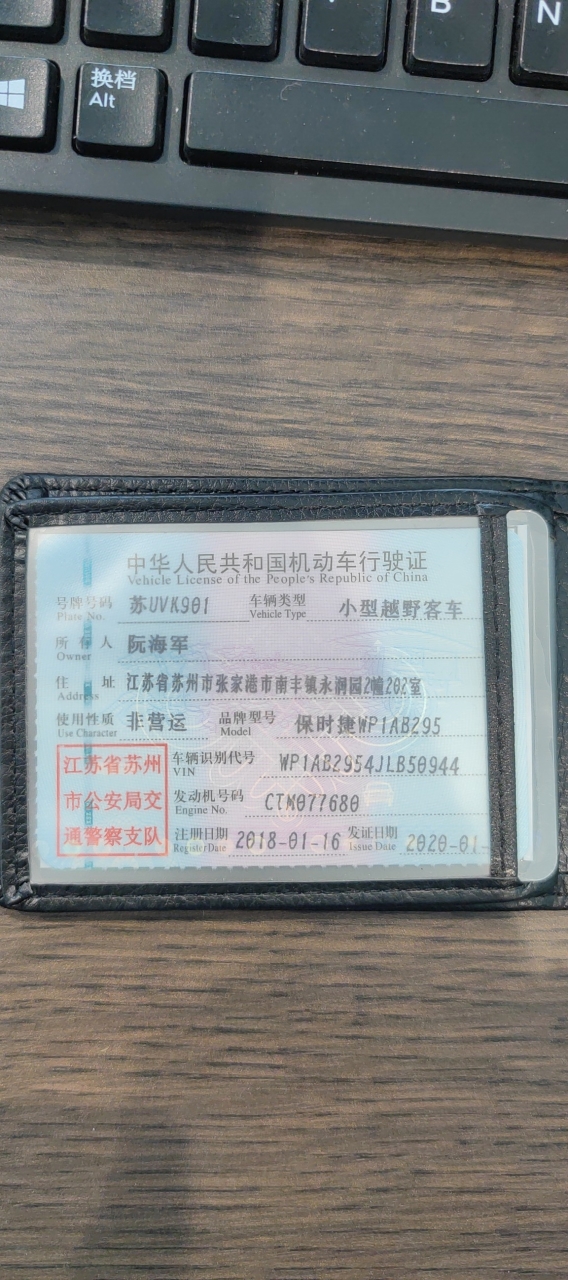 B
N
换档
Alt
中华人民共和国机动车行驶证
Vehicle License of the People's Republic of China
号牌号码 苏UVK901 车辆类型 小型越野客车
Plate No. Vehicle Type
所有人 阮海军
Owner
住址 江苏省苏州市张家港市南丰镇永润园2幢202室
Address
使用性质 非营运 品牌型号 保时捷WP1AB295
Use Character Model
江苏省苏州
市公安局交
通警察支队
车辆识别代号 WP1AB2954JLB50944
VIN
发动机号码 CTM077680
Engine No.
注册日期 2018-01-16 发证日期 2020-01-
Register Date Issue Date